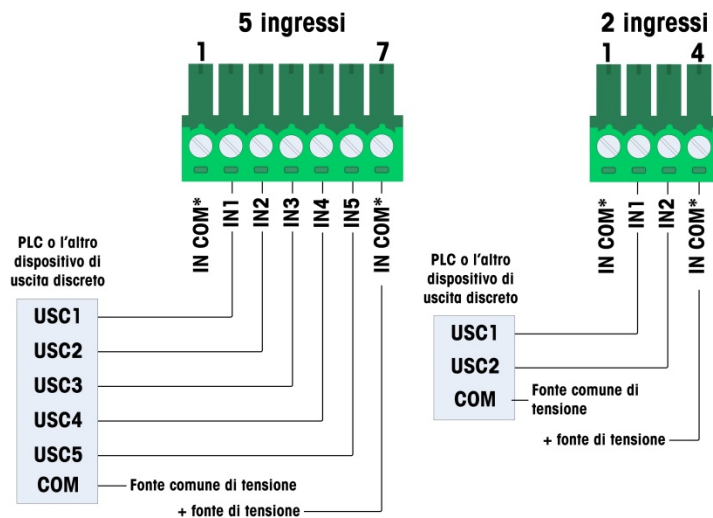 5 ingressi
1
7
IN COM*
IN1
IN2
IN3
IN4
IN5
IN COM*
PLC o l'altro
dispositivo di
uscita discreto
USC1
USC2
USC3
USC4
USC5
COM
Fonte comune di tensione
+ fonte di tensione
2 ingressi
1
4
IN COM*
IN1
IN2
IN COM*
PLC o l'altro
dispositivo di
uscita discreto
USC1
USC2
COM
Fonte comune di
tensione
+ fonte di tensione